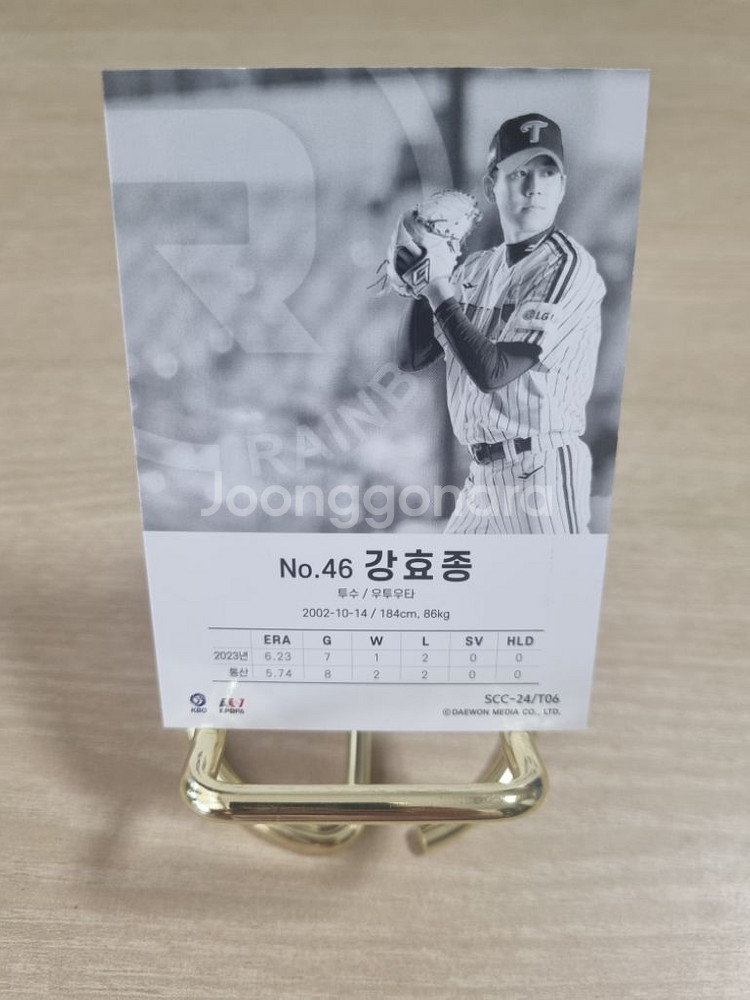 T
LG
RAINB
Joonggonara
No.46 강효종
투수 / 우투우타
2002-10-14 / 184cm, 86kg
ERA G W L SV HLD
2023년 6.23 7 1 2 0 0
통산 5.74 8 2 2 0 0
KBO KPBPA SCC-24/T06
©DAEWON MEDIA CO., LTD.